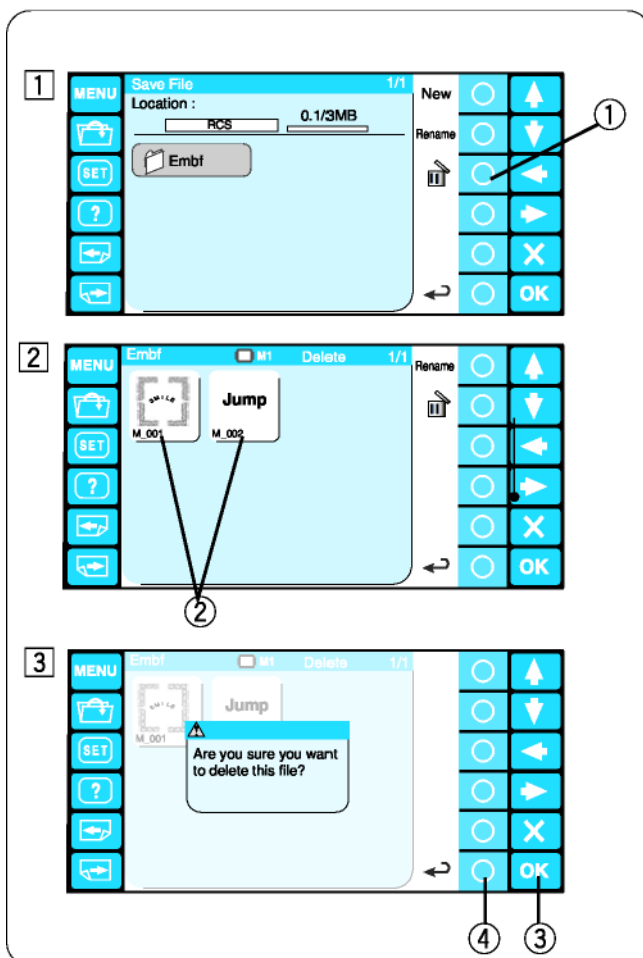 1
MENU
Save File 1/1
New
Location :
RCS 0.1/3MB
Rename
①
Embf
SET
?
OK
2
MENU
Embf M1 Delete 1/1
Rename
SMILE
Jump
M_001 M_002
SET
?
OK
②
3
MENU
Embf M1 Delete 1/1
SMILE
Jump
M_001
SET
Are you sure you want
to delete this file?
?
OK
④ ③